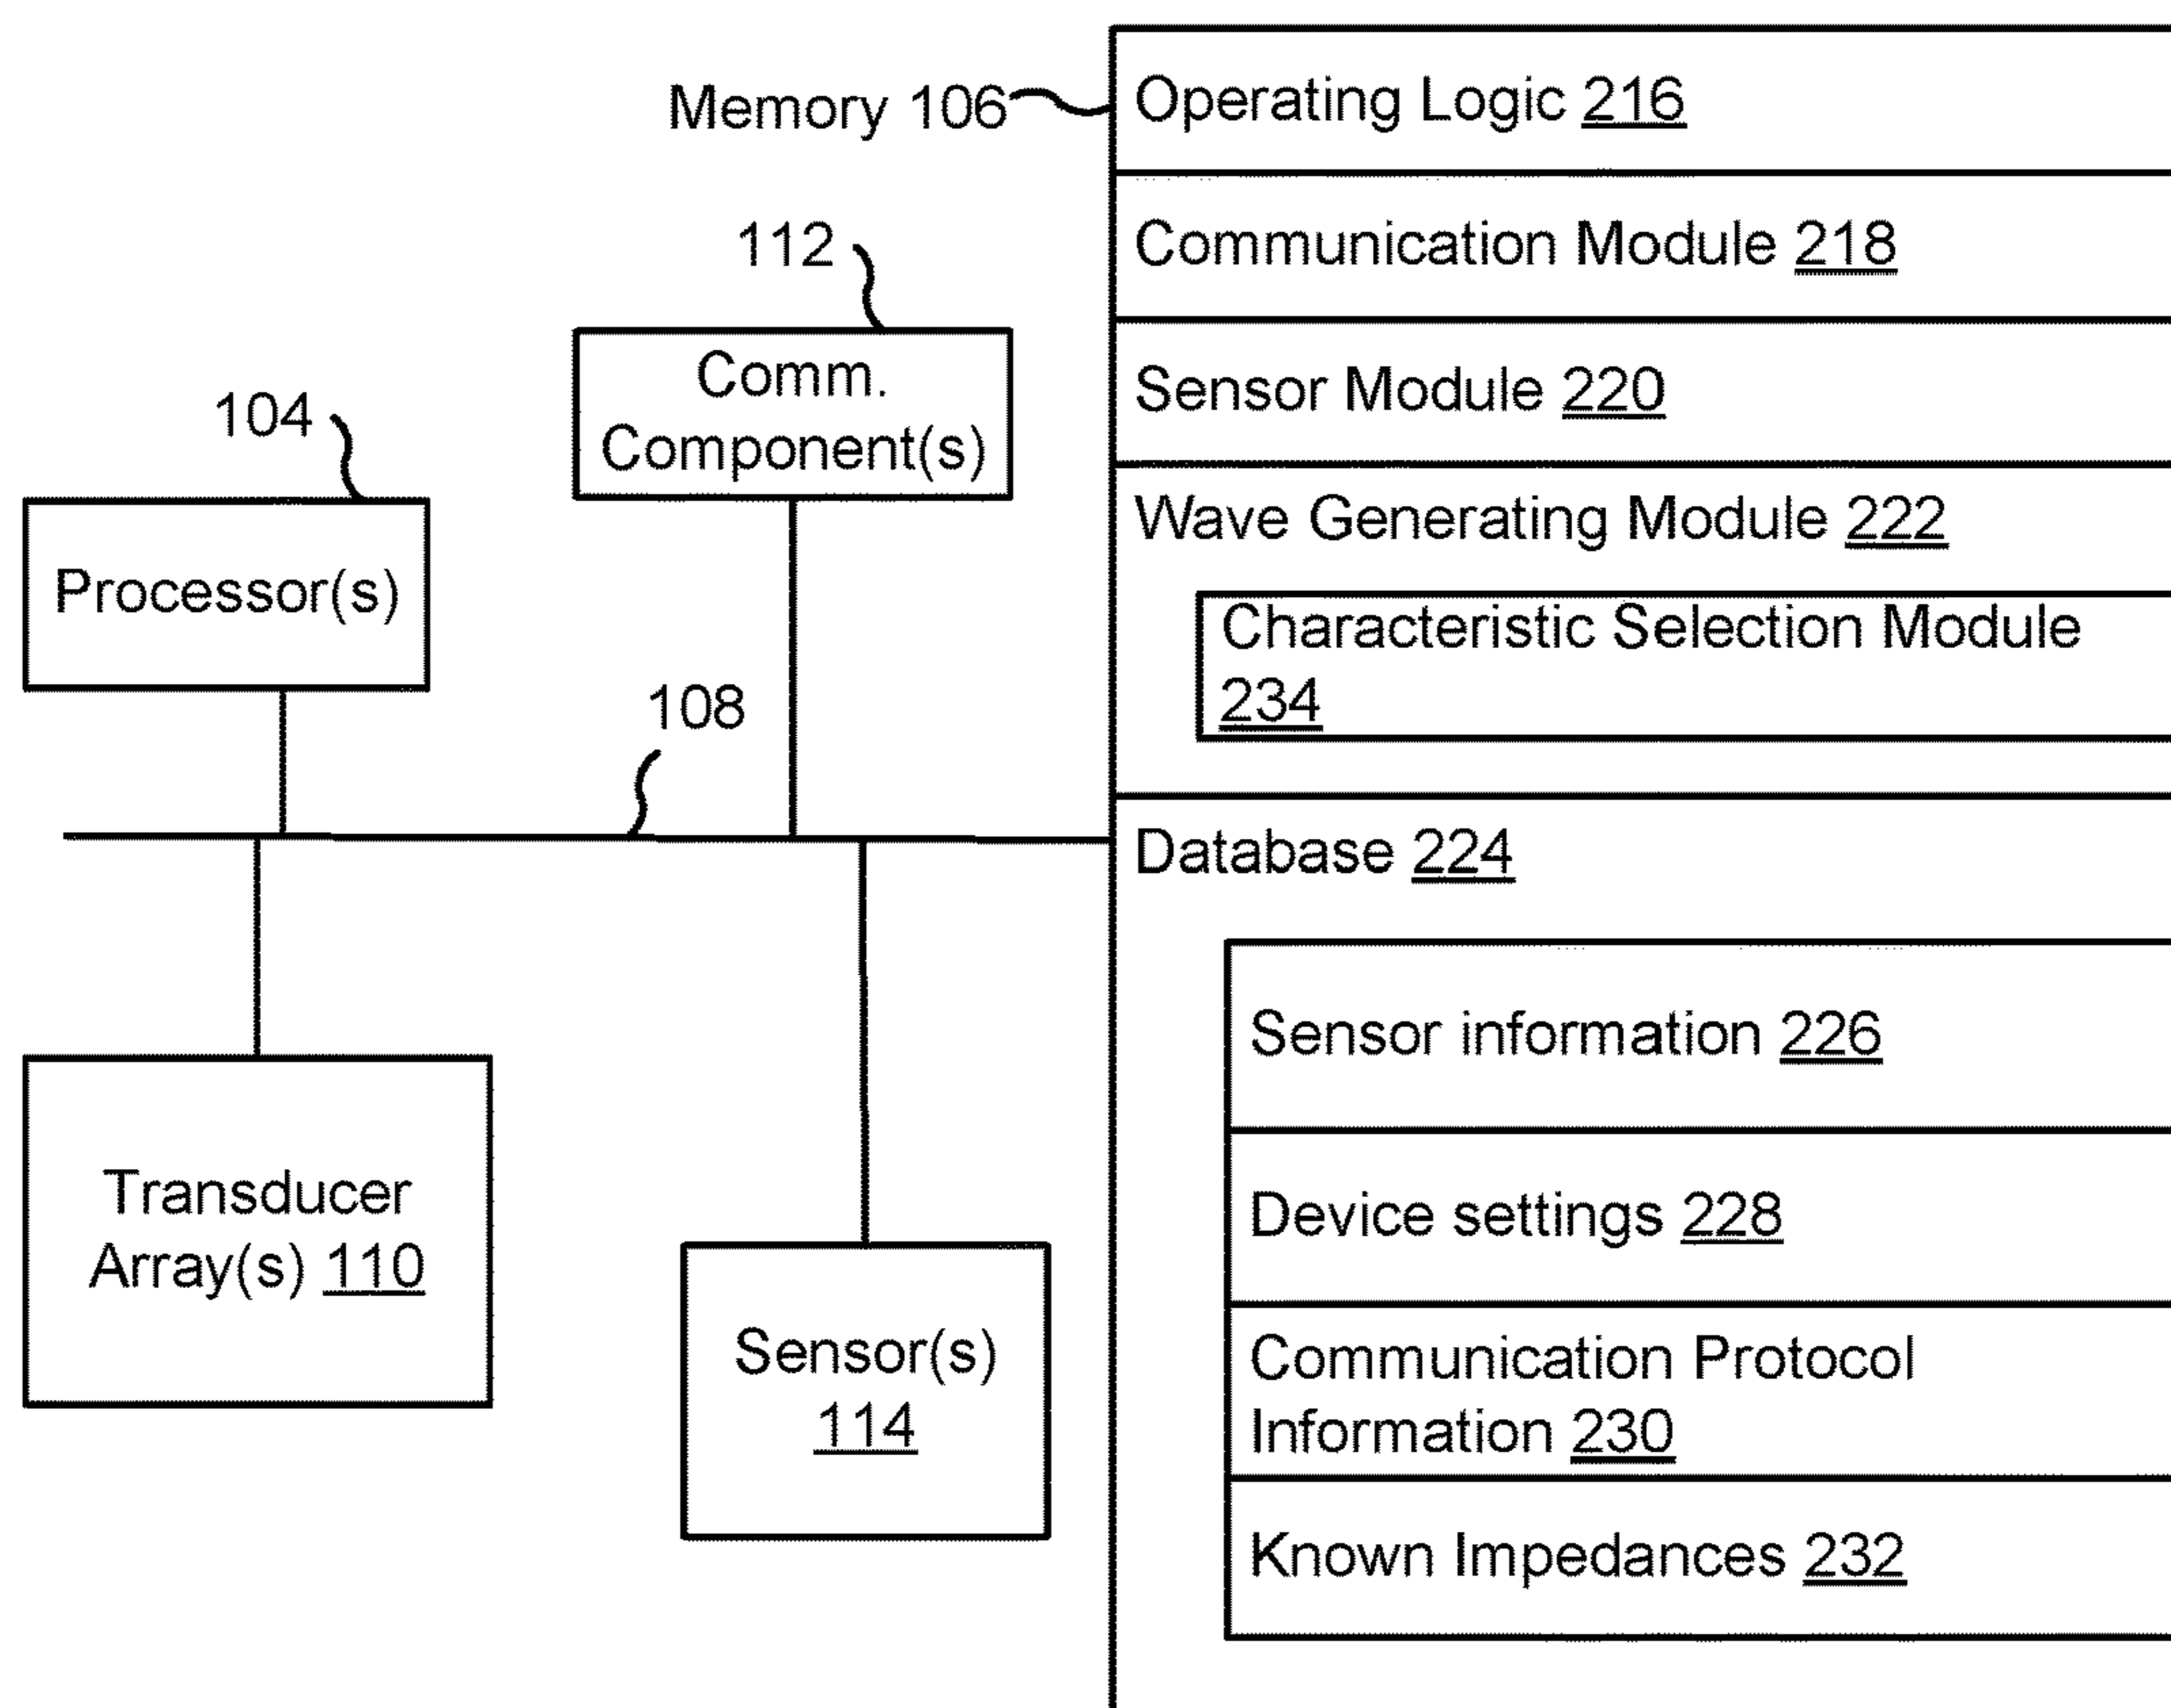 Memory 106
112
Comm.
Component(s)
104
Processor(s)
108
Transducer
Array(s) 110
Sensor(s)
114
Operating Logic 216
Communication Module 218
Sensor Module 220
Wave Generating Module 222
Characteristic Selection Module
234
Database 224
Sensor information 226
Device settings 228
Communication Protocol
Information 230
Known Impedances 232